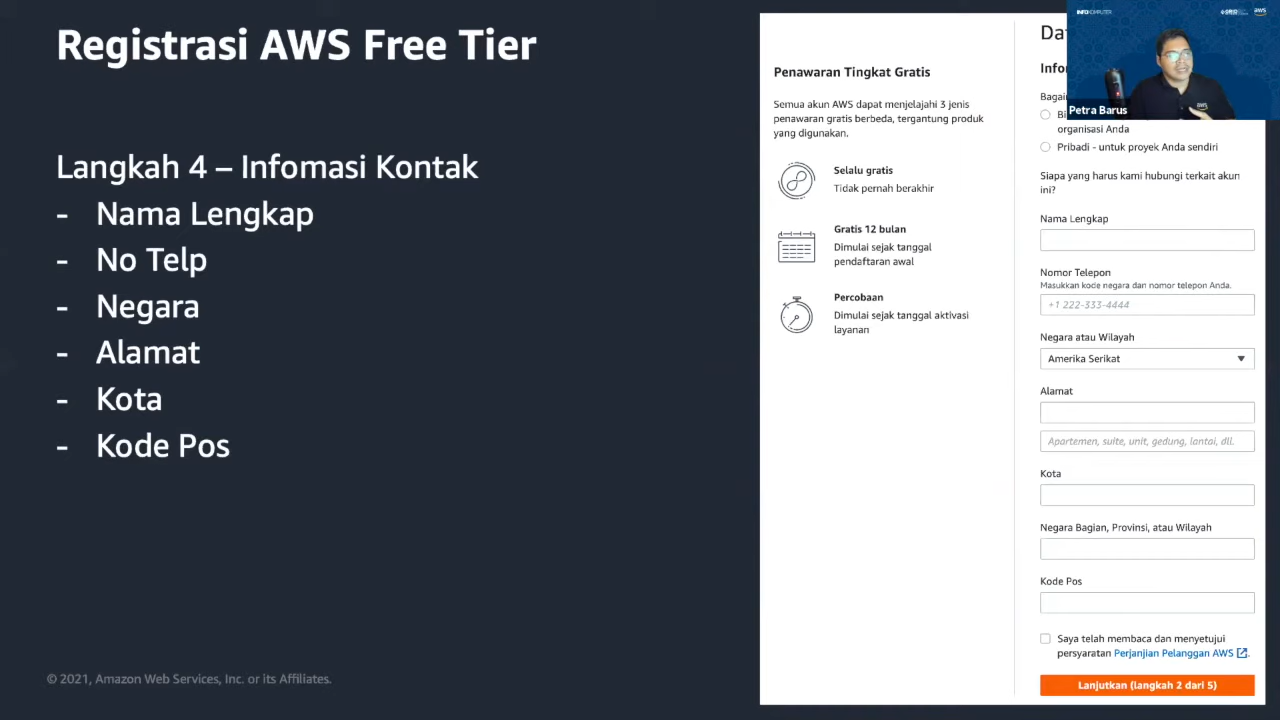 Registrasi AWS Free Tier
Langkah 4 – Infomasi Kontak
- Nama Lengkap
- No Telp
- Negara
- Alamat
- Kota
- Kode Pos
© 2021, Amazon Web Services, Inc. or its Affiliates.
Penawaran Tingkat Gratis
Semua akun AWS dapat menjelajahi 3 jenis
penawaran gratis berbeda, tergantung produk
yang digunakan.
Selalu gratis
Tidak pernah berakhir
Gratis 12 bulan
Dimulai sejak tanggal
pendaftaran awal
Percobaan
Dimulai sejak tanggal aktivasi
layanan
INFOKOMPUTER
aws
aws
Petra Barus
organisasi Anda
Pribadi - untuk proyek Anda sendiri
Siapa yang harus kami hubungi terkait akun
ini?
Nama Lengkap
Nomor Telepon
Masukkan kode negara dan nomor telepon Anda.
+1 222-333-4444
Negara atau Wilayah
Amerika Serikat
Alamat
Apartemen, suite, unit, gedung, lantai, dll.
Kota
Negara Bagian, Provinsi, atau Wilayah
Kode Pos
Saya telah membaca dan menyetujui
persyaratan Perjanjian Pelanggan AWS.
Lanjutkan (langkah 2 dari 5)